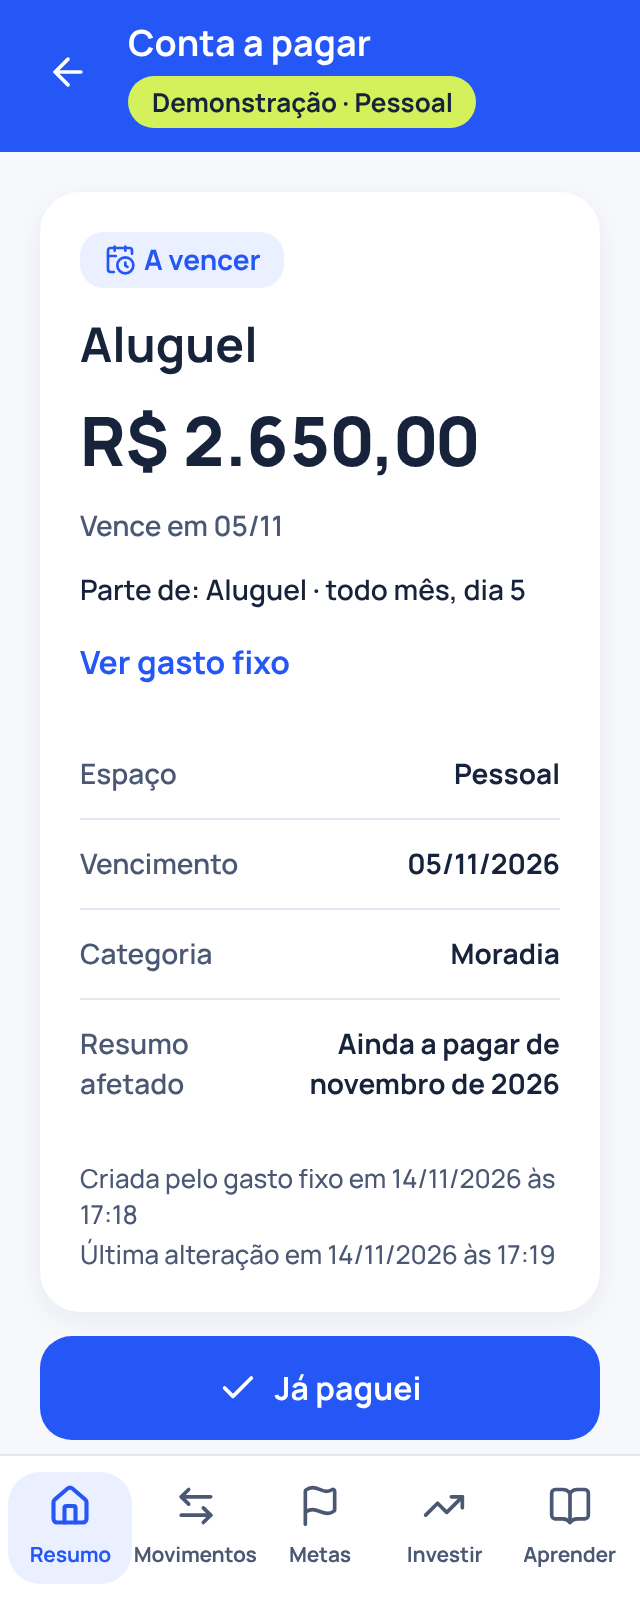 Conta a pagar
Demonstração · Pessoal
A vencer
Aluguel
R$ 2.650,00
Vence em 05/11
Parte de: Aluguel · todo mês, dia 5
Ver gasto fixo
Espaço Pessoal
Vencimento 05/11/2026
Categoria Moradia
Resumo afetado Ainda a pagar de novembro de 2026
Criada pelo gasto fixo em 14/11/2026 às
17:18
Última alteração em 14/11/2026 às 17:19
Já paguei
Resumo Movimentos Metas Investir Aprender